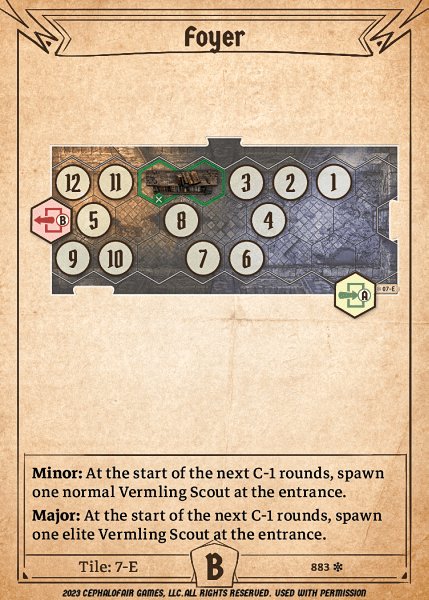 Foyer
12 11 3 2 1
B 5 8 4
9 10 7 6
A 07-E
Minor: At the start of the next C-1 rounds, spawn
one normal Vermling Scout at the entrance.
Major: At the start of the next C-1 rounds, spawn
one elite Vermling Scout at the entrance.
Tile: 7-E B 883
2023 CEPHALOFAIR GAMES, LLC. ALL RIGHTS RESERVED. USED WITH PERMISSION